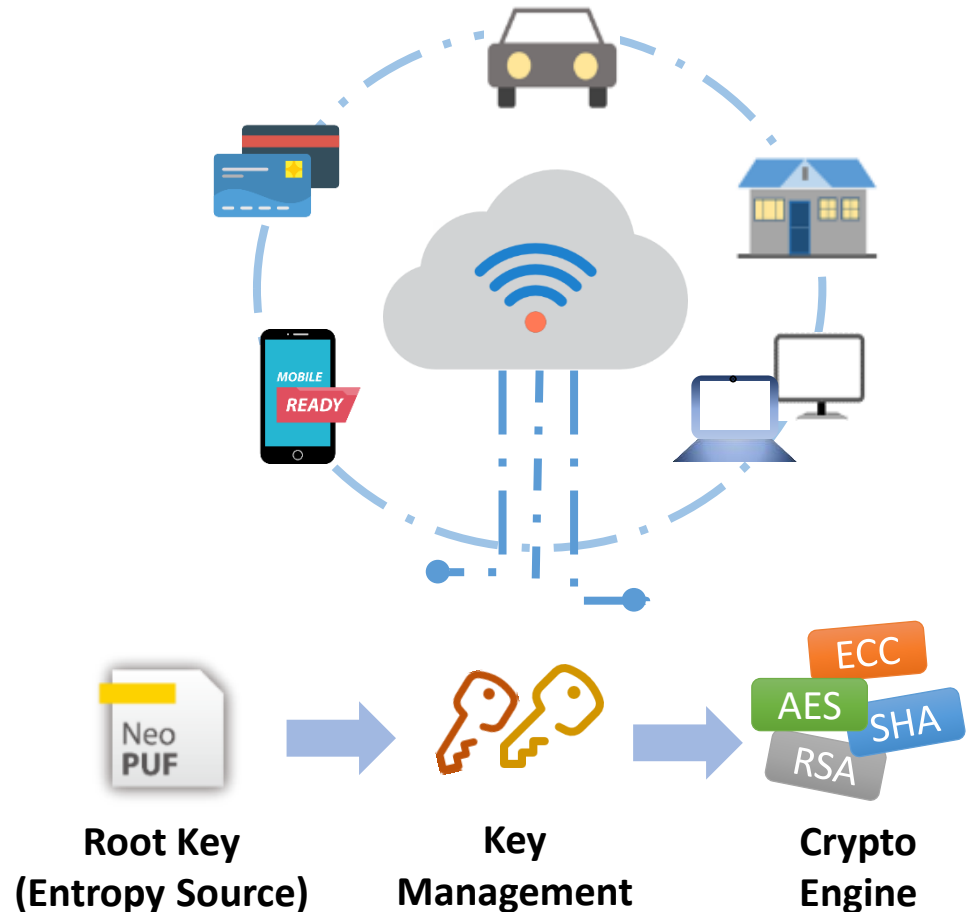 MOBILE
READY
Neo
PUF
ECC
AES
SHA
RSA
Root Key
(Entropy Source)
Key
Management
Crypto
Engine